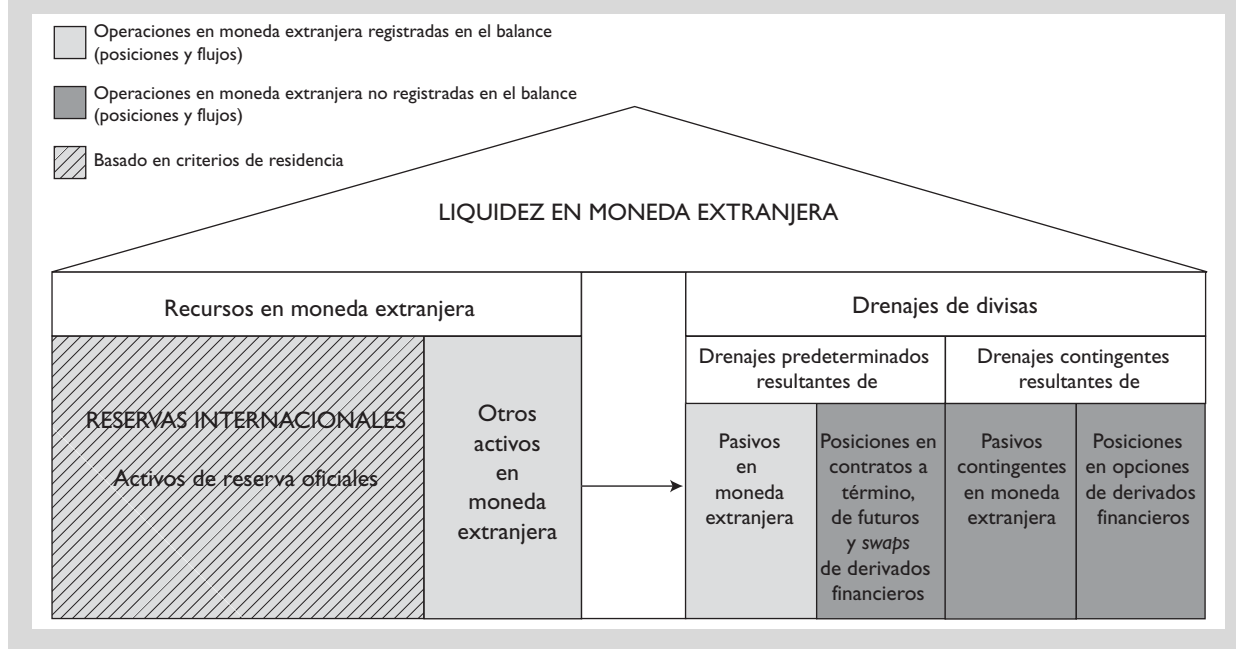 Operaciones en moneda extranjera registradas en el balance
(posiciones y flujos)
Operaciones en moneda extranjera no registradas en el balance
(posiciones y flujos)
Basado en criterios de residencia
LIQUIDEZ EN MONEDA EXTRANJERA
Recursos en moneda extranjera
RESERVAS INTERNACIONALES
Activos de reserva oficiales
Otros
activos
en
moneda
extranjera
Drenajes de divisas
Drenajes predeterminados
resultantes de
Drenajes contingentes
resultantes de
Pasivos
en
moneda
extranjera
Posiciones en
contratos a
término,
de futuros
y swaps
de derivados
financieros
Pasivos
contingentes
en moneda
extranjera
Posiciones
en opciones
de derivados
financieros